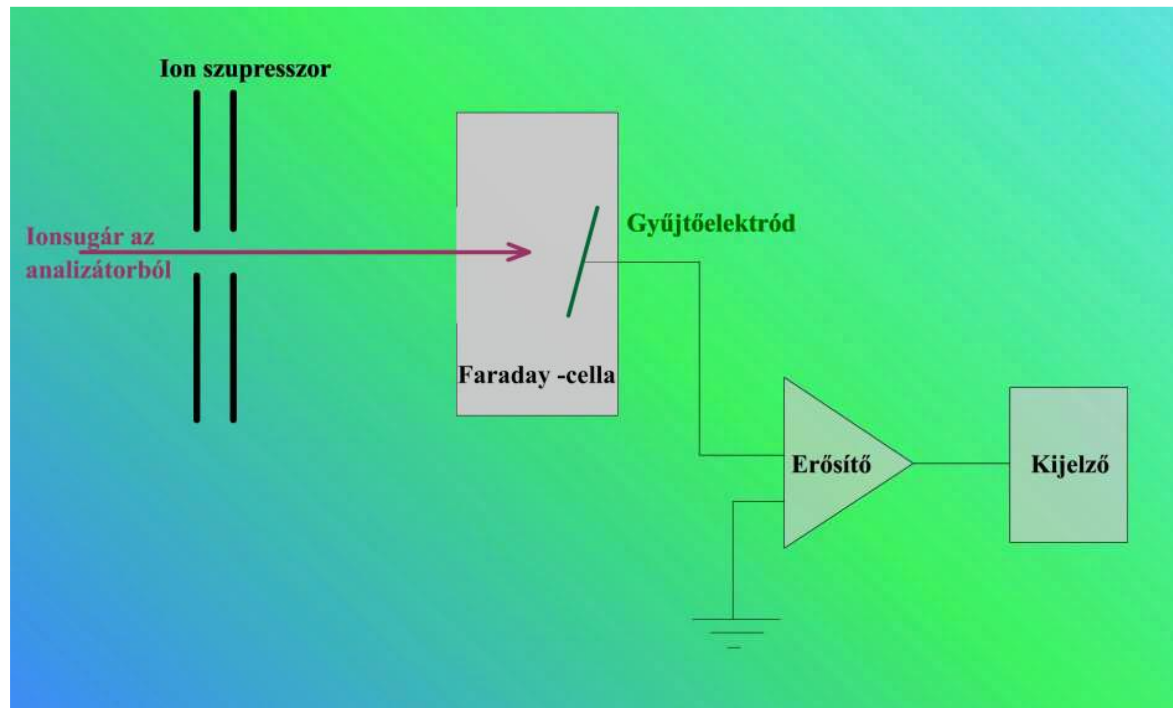 Ion szupresszor
Ionsugár az
analizátorból
Gyűjtőelektród
Faraday -cella
Erősítő
Kijelző